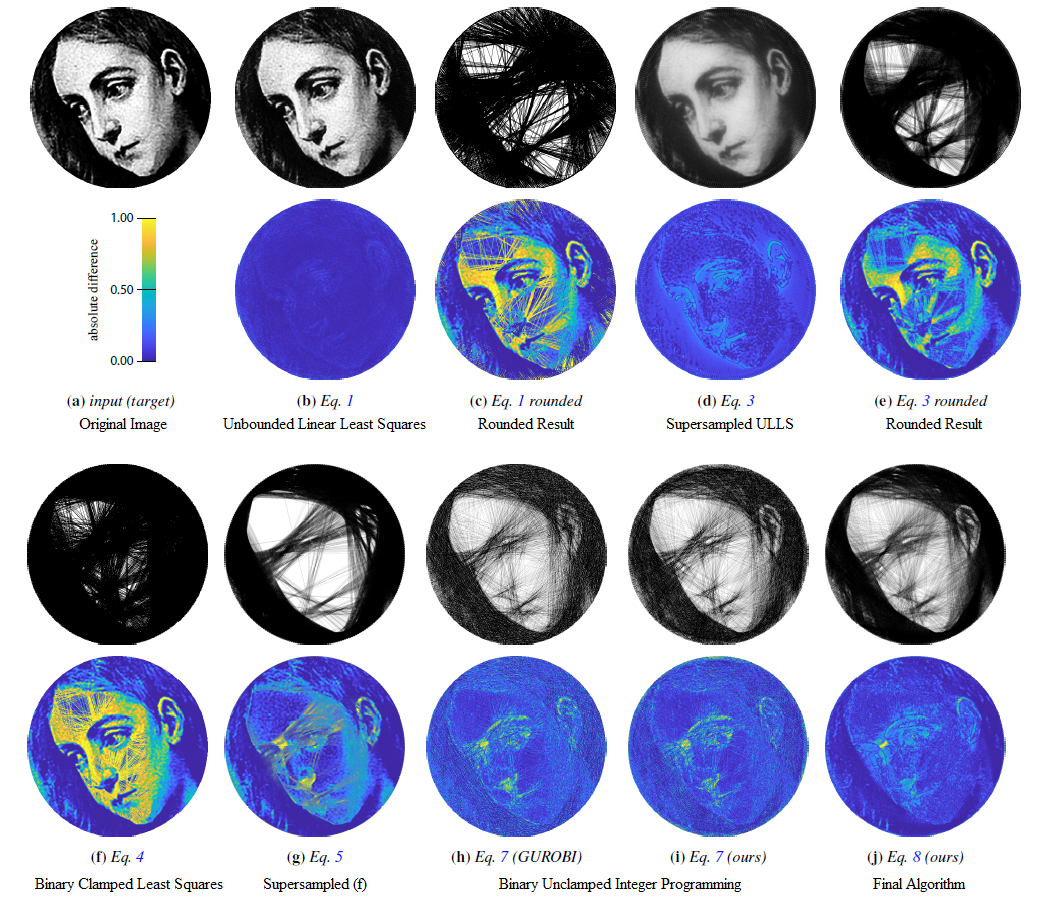 1.00
0.50
0.00
absolute difference
(a) input (target)
Original Image
(b) Eq. 1
Unbounded Linear Least Squares
(c) Eq. 1 rounded
Rounded Result
(d) Eq. 3
Supersampled ULLS
(e) Eq. 3 rounded
Rounded Result
(f) Eq. 4
Binary Clamped Least Squares
(g) Eq. 5
Supersampled (f)
(h) Eq. 7 (GUROBI)
(i) Eq. 7 (ours)
Binary Unclamped Integer Programming
(j) Eq. 8 (ours)
Final Algorithm